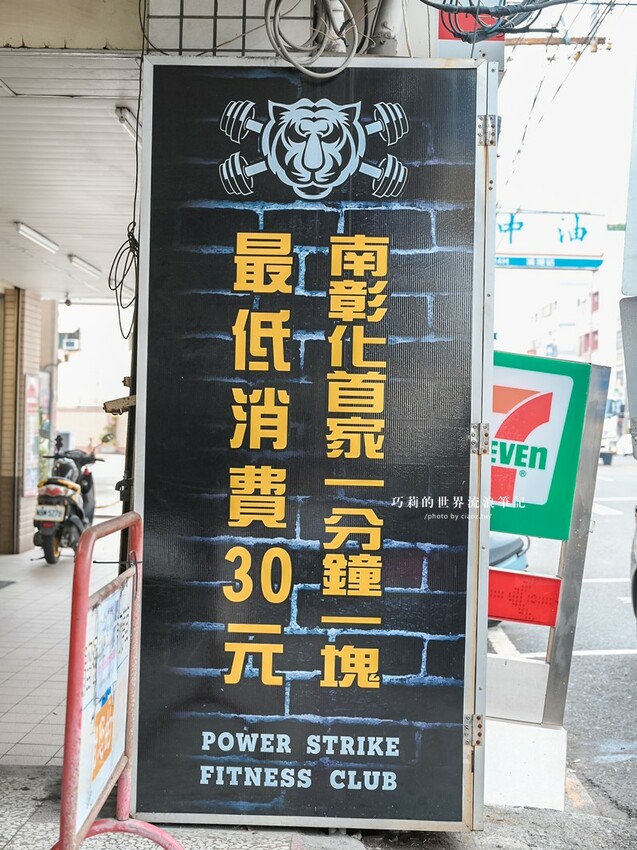 南彰化首家一分鐘一塊
最低消費30元
POWER STRIKE
FITNESS CLUB
巧莉的世界流浪筆記
中油
7
EVEN